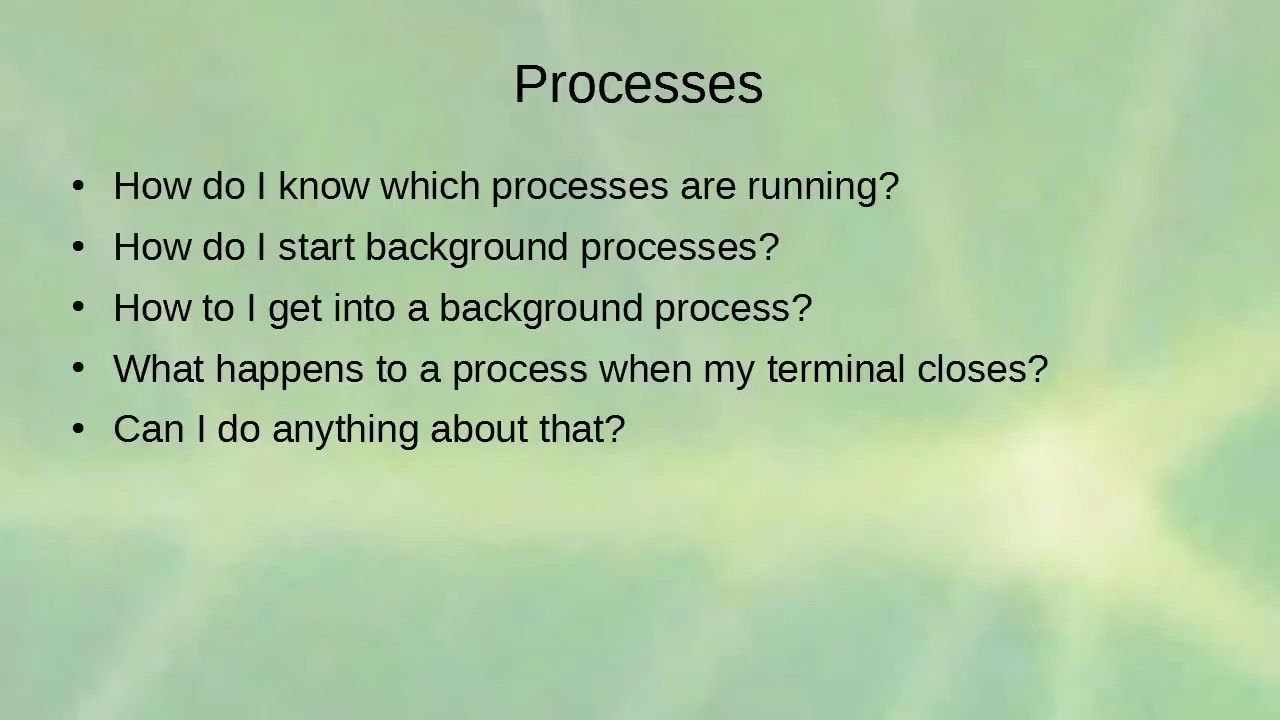 Processes
• How do I know which processes are running?
• How do I start background processes?
• How to I get into a background process?
• What happens to a process when my terminal closes?
• Can I do anything about that?